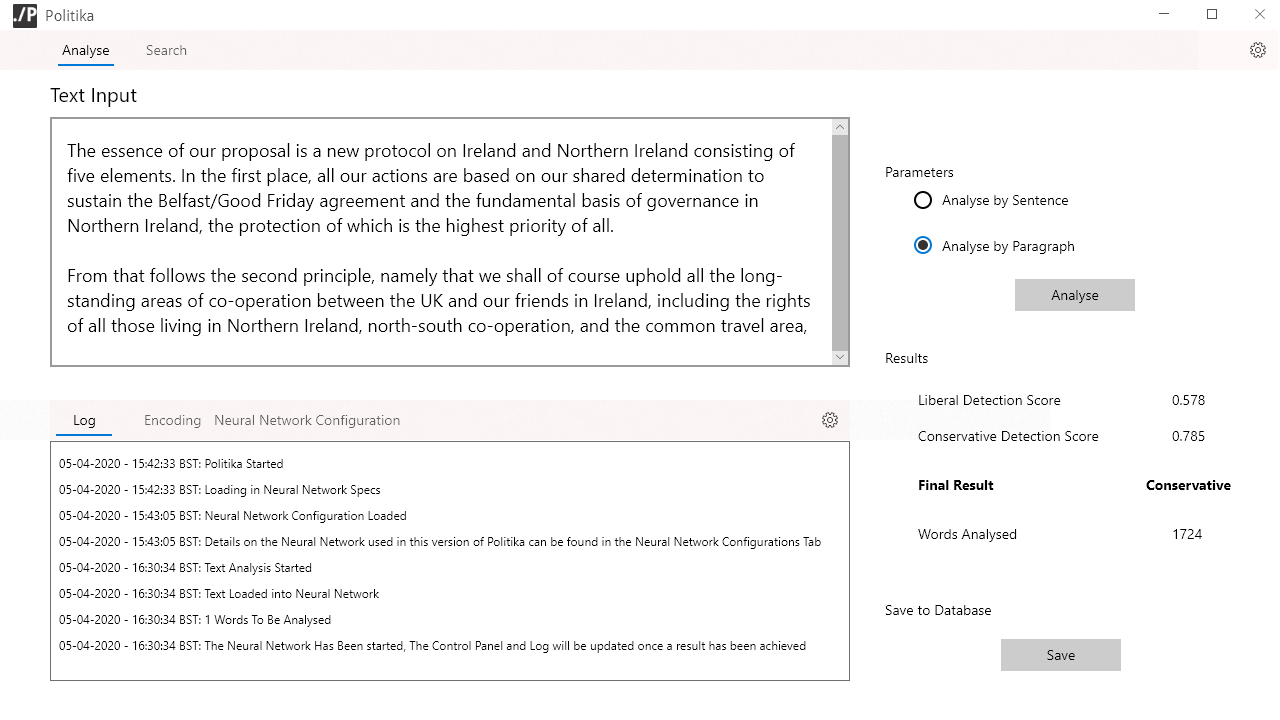 ./P Politika
Analyse Search
Text Input
The essence of our proposal is a new protocol on Ireland and Northern Ireland consisting of
five elements. In the first place, all our actions are based on our shared determination to
sustain the Belfast/Good Friday agreement and the fundamental basis of governance in
Northern Ireland, the protection of which is the highest priority of all.
From that follows the second principle, namely that we shall of course uphold all the long-
standing areas of co-operation between the UK and our friends in Ireland, including the rights
of all those living in Northern Ireland, north-south co-operation, and the common travel area,
Log Encoding Neural Network Configuration
05-04-2020 - 15:42:33 BST: Politika Started
05-04-2020 - 15:42:33 BST: Loading in Neural Network Specs
05-04-2020 - 15:43:05 BST: Neural Network Configuration Loaded
05-04-2020 - 15:43:05 BST: Details on the Neural Network used in this version of Politika can be found in the Neural Network Configurations Tab
05-04-2020 - 16:30:34 BST: Text Analysis Started
05-04-2020 - 16:30:34 BST: Text Loaded into Neural Network
05-04-2020 - 16:30:34 BST: 1 Words To Be Analysed
05-04-2020 - 16:30:34 BST: The Neural Network Has Been started, The Control Panel and Log will be updated once a result has been achieved
Parameters
Analyse by Sentence
Analyse by Paragraph
Analyse
Results
Liberal Detection Score 0.578
Conservative Detection Score 0.785
Final Result Conservative
Words Analysed 1724
Save to Database
Save